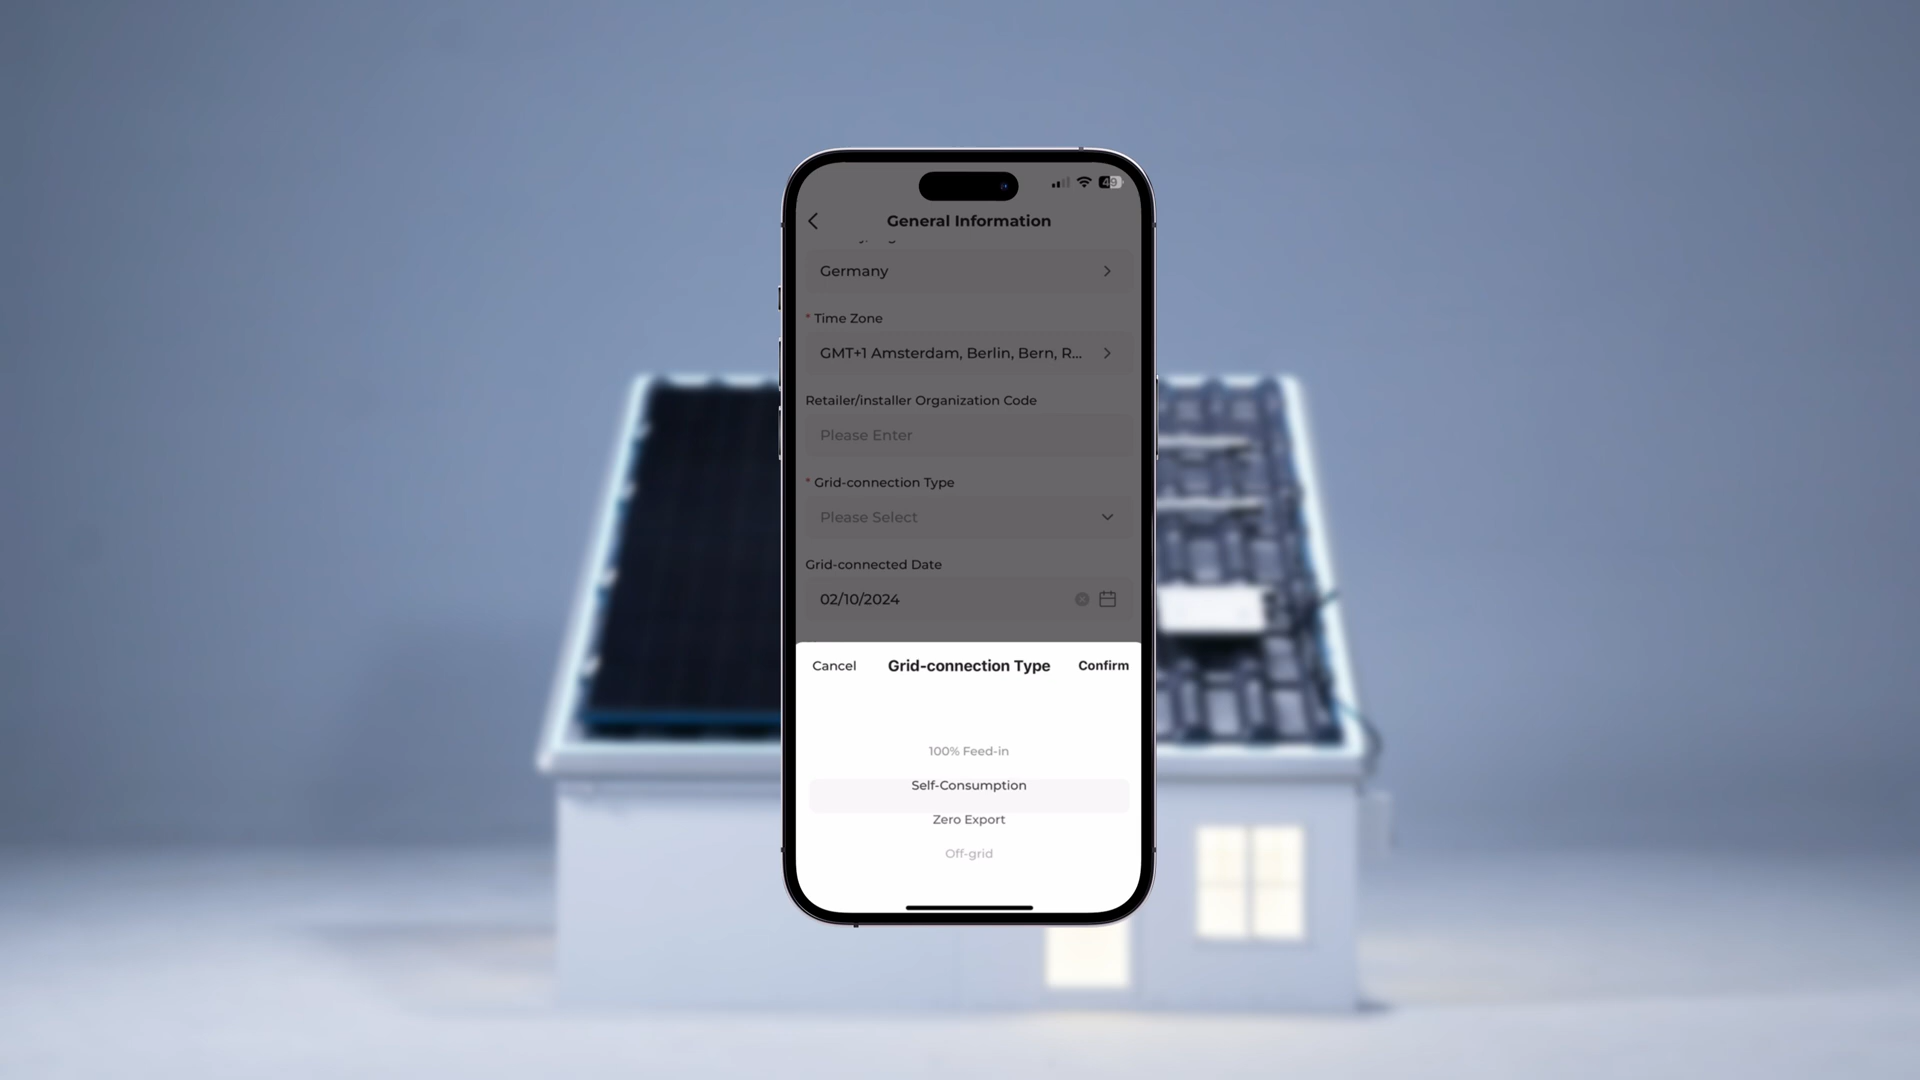 49
General Information
Germany
* Time Zone
GMT+1 Amsterdam, Berlin, Bern, R...
Retailer/installer Organization Code
Please Enter
* Grid-connection Type
Please Select
Grid-connected Date
02/10/2024
Cancel
Grid-connection Type
Confirm
100% Feed-in
Self-Consumption
Zero Export
Off-grid